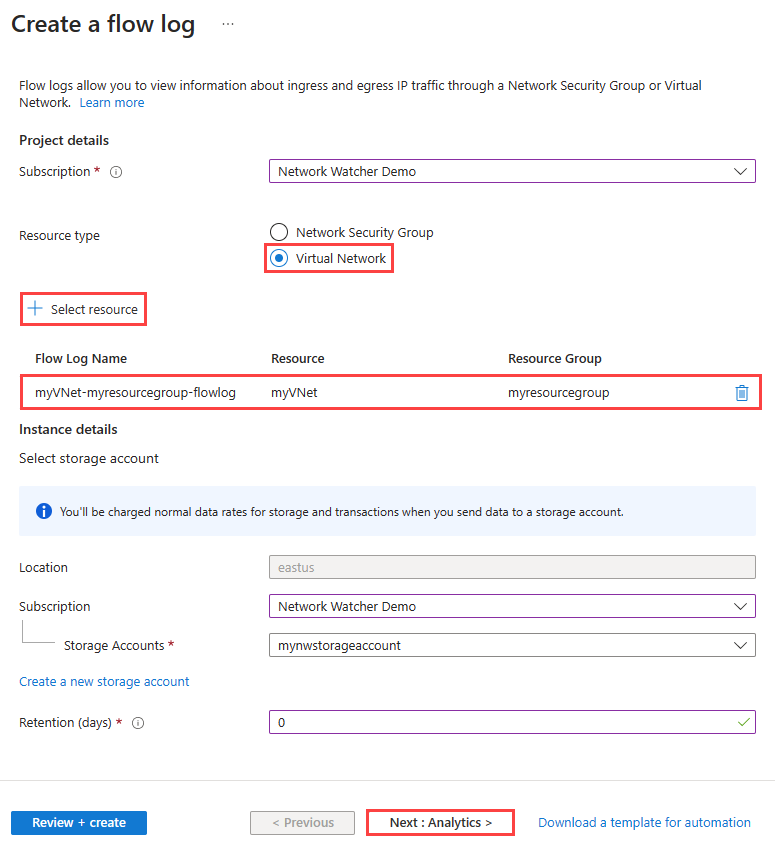 Create a flow log ...
Flow logs allow you to view information about ingress and egress IP traffic through a Network Security Group or Virtual
Network. Learn more
Project details
Subscription * Network Watcher Demo
Resource type
Network Security Group
Virtual Network
+ Select resource
Flow Log Name Resource Resource Group
myVNet-myresourcegroup-flowlog myVNet myresourcegroup
Instance details
Select storage account
You'll be charged normal data rates for storage and transactions when you send data to a storage account.
Location eastus
Subscription Network Watcher Demo
Storage Accounts * mynwstorageaccount
Create a new storage account
Retention (days) * 0
Review + create < Previous Next : Analytics > Download a template for automation